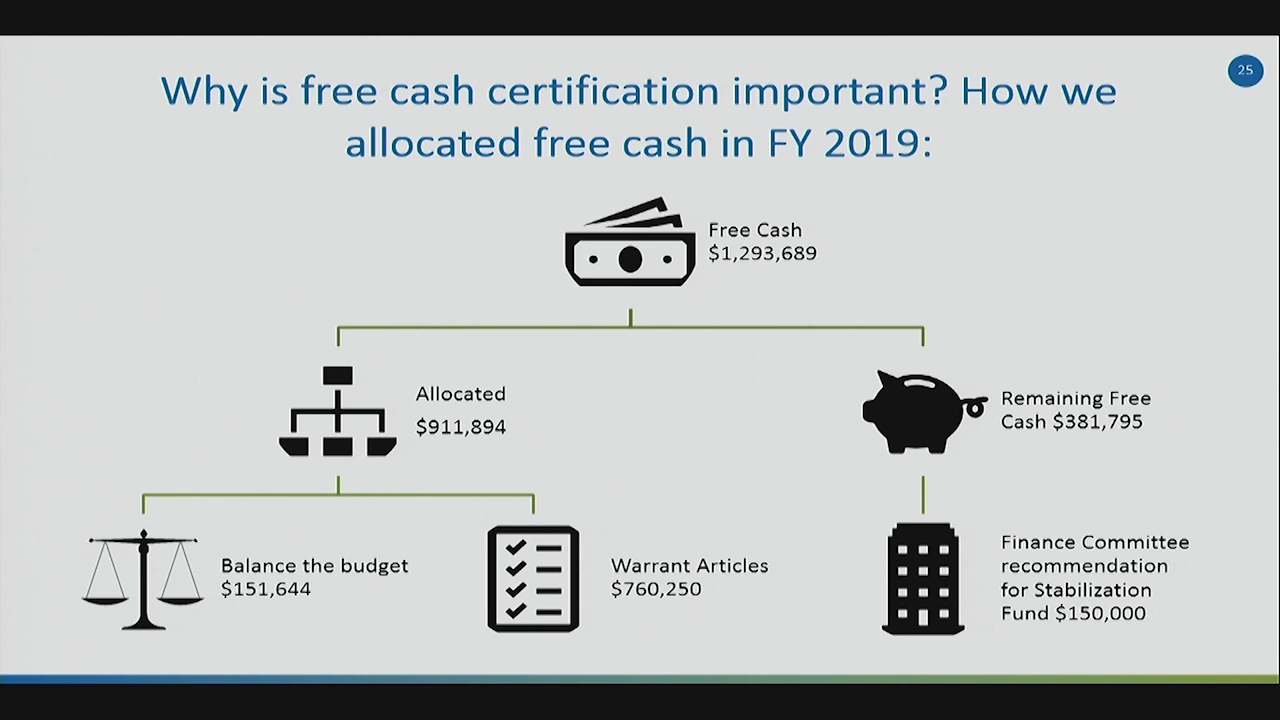 25
Why is free cash certification important? How we
allocated free cash in FY 2019:
Free Cash
$1,293,689
Allocated
$911,894
Remaining Free
Cash $381,795
Balance the budget
$151,644
Warrant Articles
$760,250
Finance Committee
recommendation
for Stabilization
Fund $150,000